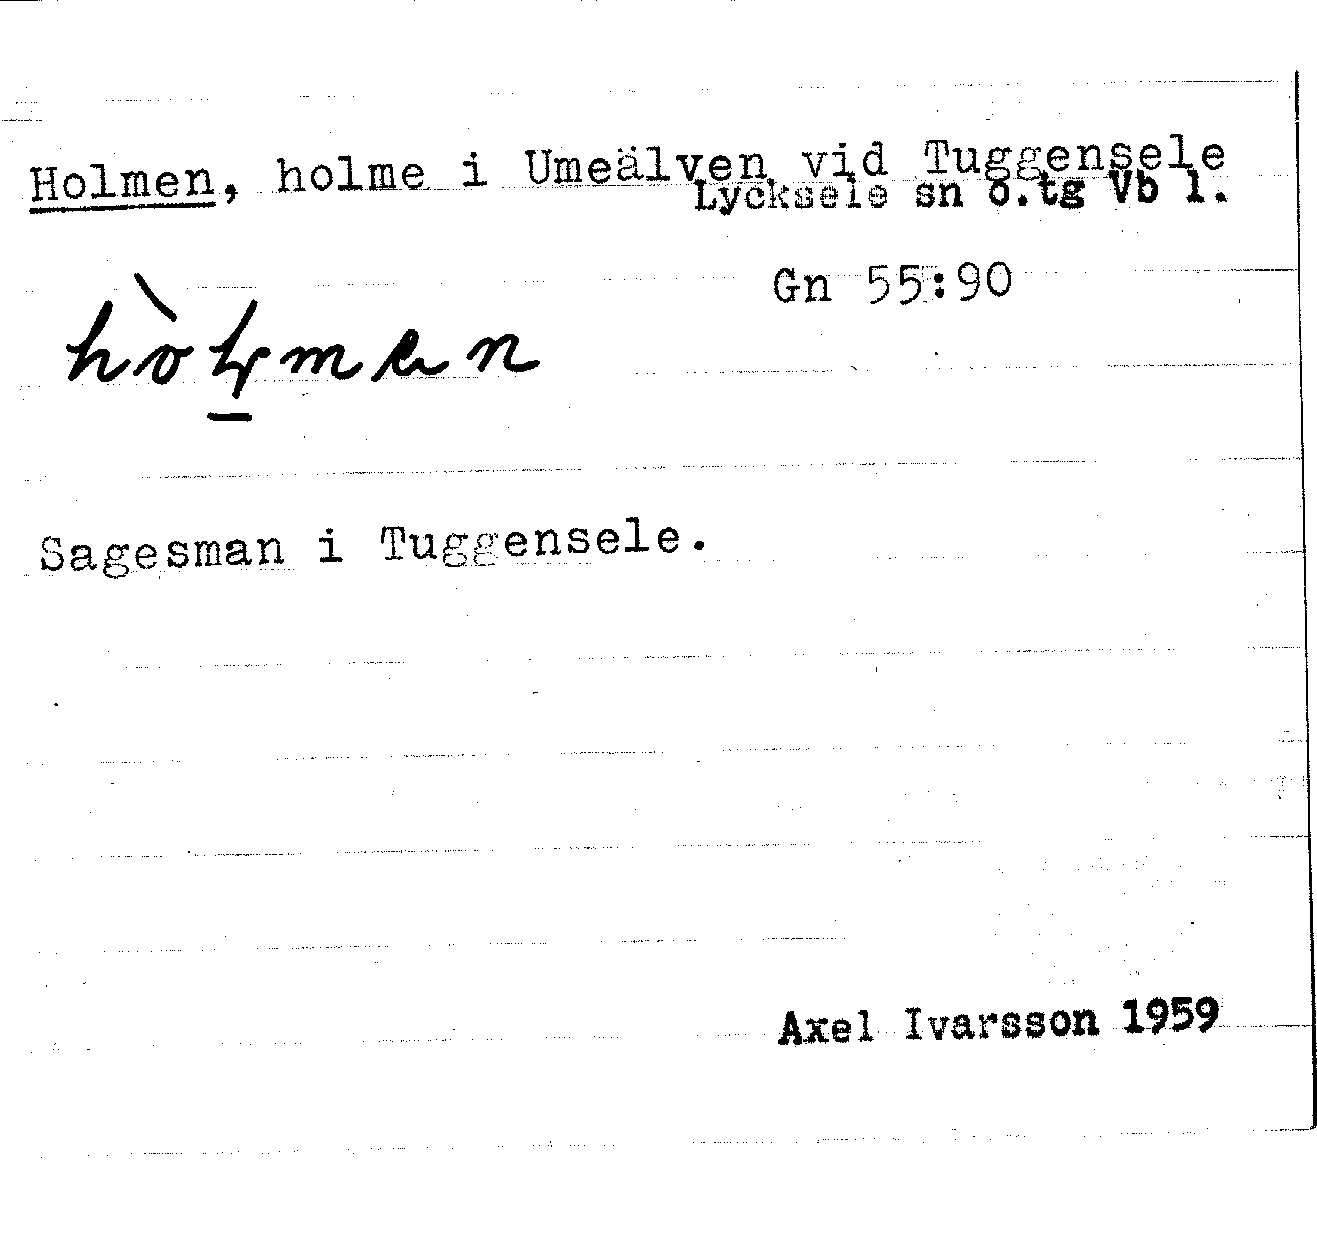 Holmen, holme i Umeälven vid Tuggensele
Lycksele sn o.tg Vb l.
Gn 55:90
Sagesman i Tuggensele.
Axel Ivarsson 1959